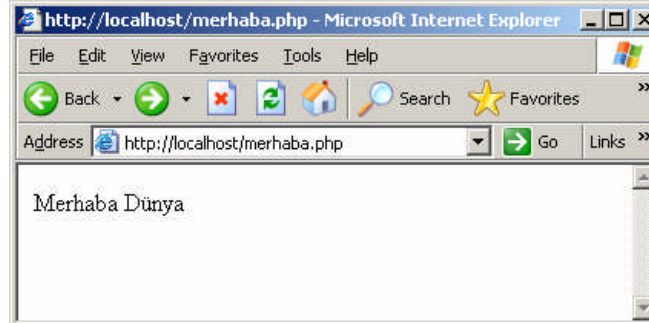 http://localhost/merhaba.php - Microsoft Internet Explorer
File Edit View Favorites Tools Help
Back Search Favorites »
Address http://localhost/merhaba.php Go Links »
Merhaba Dünya